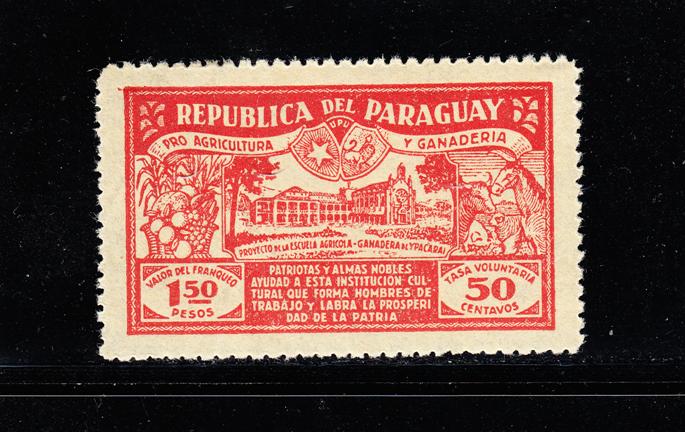 REPUBLICA DEL PARAGUAY
PRO AGRICULTURA
UPU
Y GANADERIA
PROYECTO DE LA ESCUELA AGRICOLA - GANADERA DE YPACARAI
VALOR DEL FRANQUEO
1.50
PESOS
PATRIOTAS Y ALMAS NOBLES
AYUDAD A ESTA INSTITUCION CUL-
TURAL QUE FORMA HOMBRES DE
TRABAJO Y LABRA LA PROSPERI
DAD DE LA PATRIA
TASA VOLUNTARIA
50
CENTAVOS